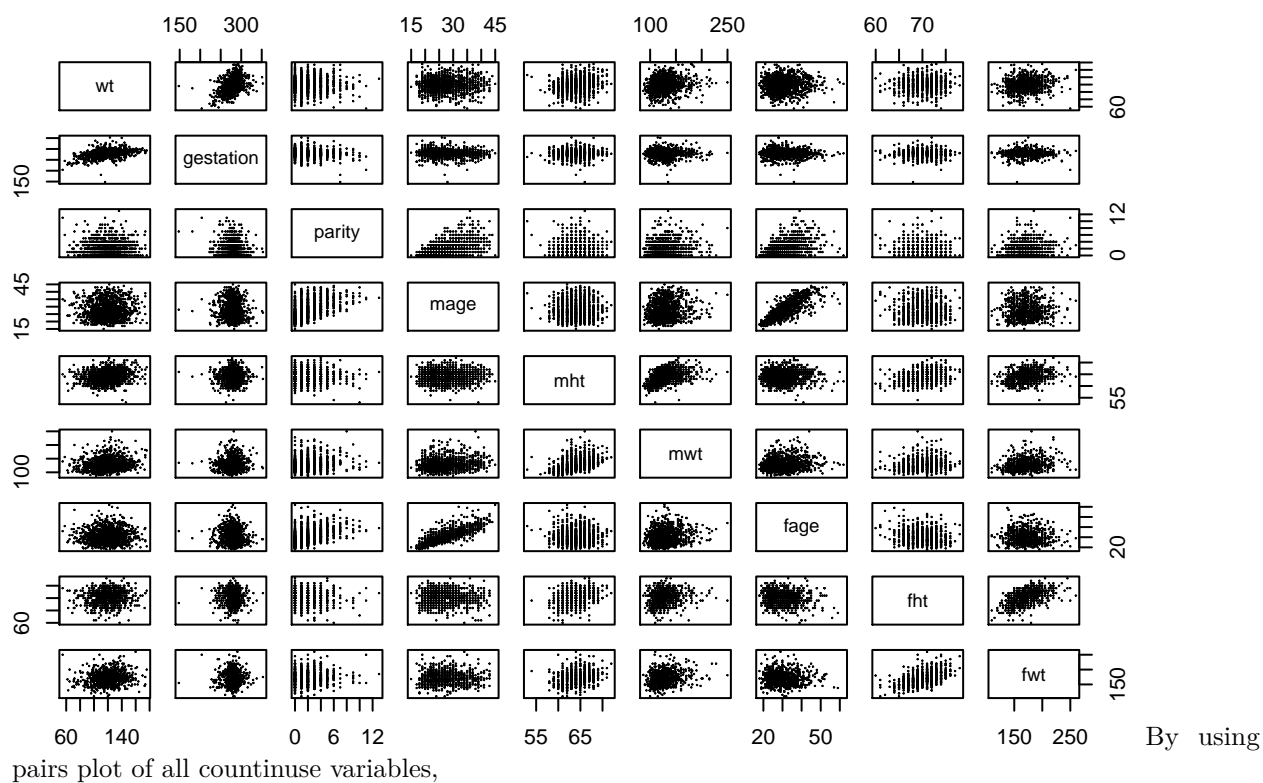 150 300 15 30 45 100 250 60 70
wt 60
150 gestation
parity 0 12
15 45 mage
mht 55
100 mwt
fage 20
60 fht
fwt 150
60 140 0 6 12 55 65 20 50 150 250 By using
pairs plot of all countinuse variables,